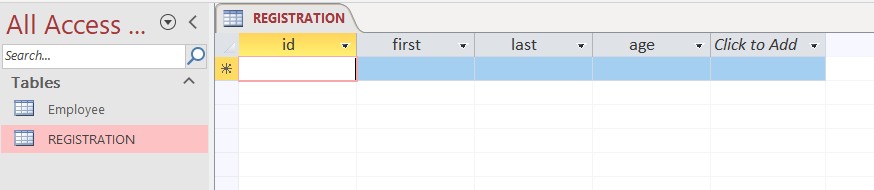 All Access ...
Search...
Tables
Employee
REGISTRATION
REGISTRATION
id first last age Click to Add